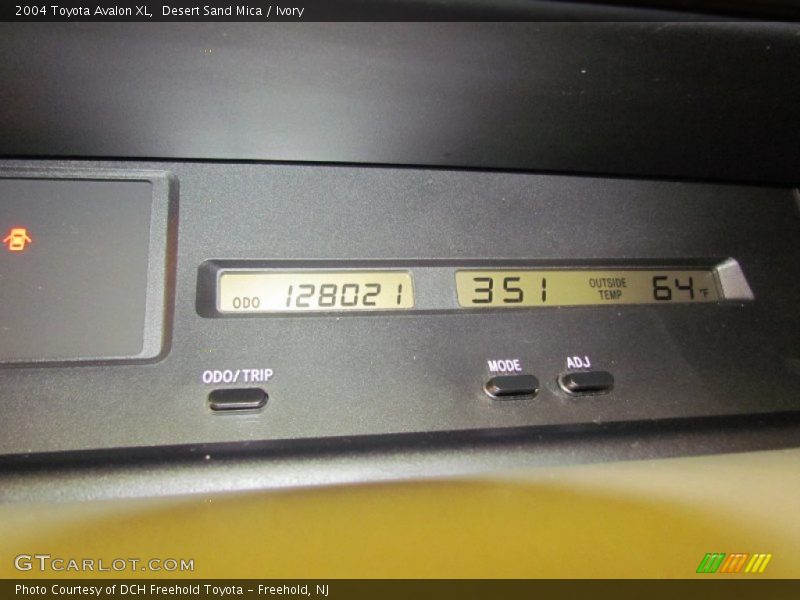 2004 Toyota Avalon XL,  Desert Sand Mica / Ivory
ODO 128021
351 OUTSIDE TEMP 64 °F
ODO/TRIP
MODE
ADJ
GTCARLOT.COM
Photo Courtesy of DCH Freehold Toyota - Freehold, NJ